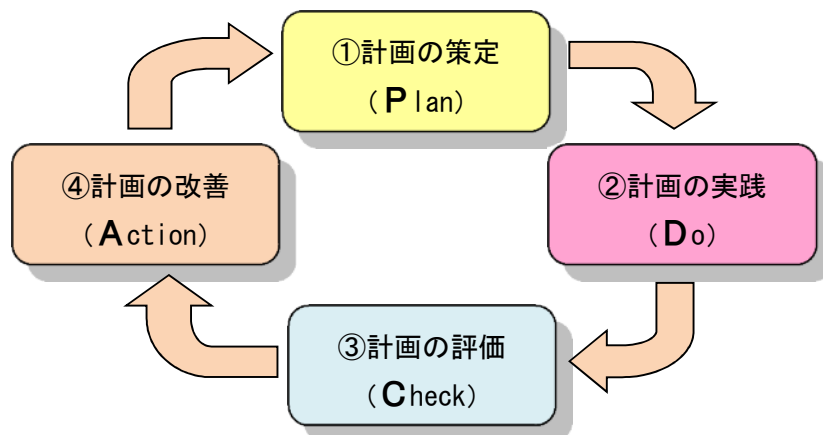 ①計画の策定
(Plan)
②計画の実践
(Do)
③計画の評価
(Check)
④計画の改善
(Action)